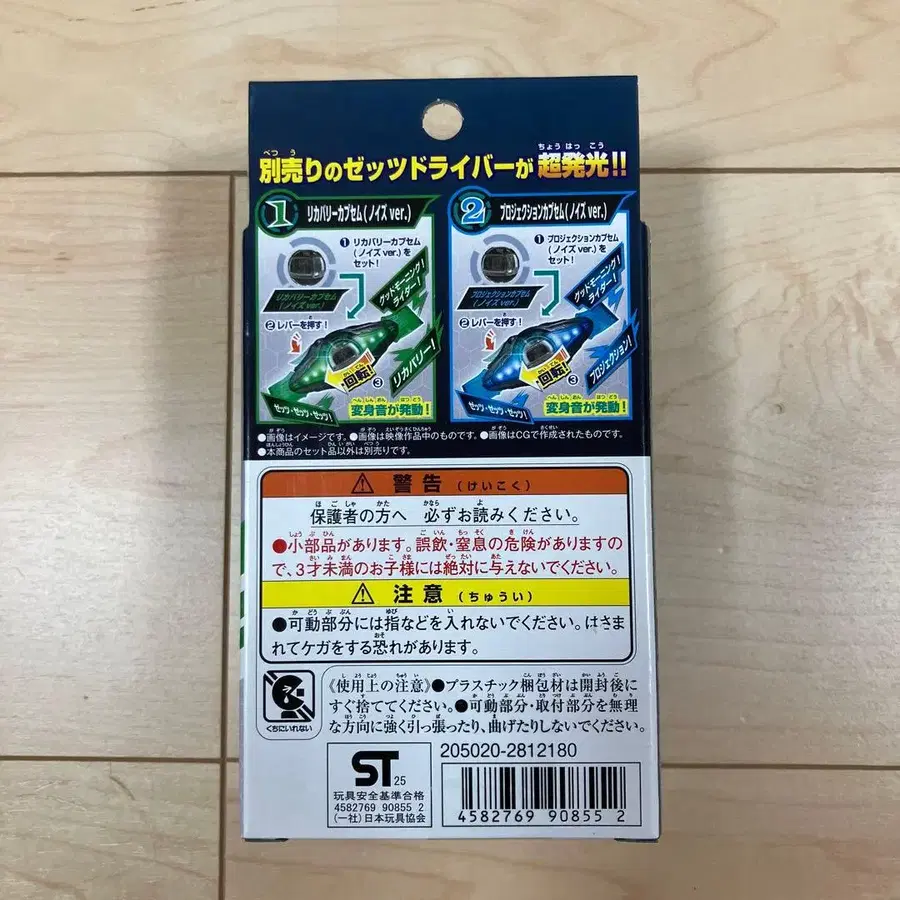 別売りのゼッツドライバーが 超発光!!
1 リカバリーカプセム(ノイズ ver.)
① リカバリーカプセム
(ノイズ ver.)を
セット!
リカバリーカプセム
(ノイズ ver.)
グッドモーニング!
ライダー!
② レバーを押す!
リカバリー!
回転!! ③
ゼッツ・ゼッツ・ゼッツ!
変身音が発動!
2 プロジェクションカプセム(ノイズ ver.)
① プロジェクションカプセム
(ノイズ ver.)を
セット!
プロジェクションカプセム
(ノイズ ver.)
グッドモーニング!
ライダー!
② レバーを押す!
プロジェクション!
回転!! ③
ゼッツ・ゼッツ・ゼッツ!
変身音が発動!
●画像はイメージです。●画像は映像作品中のものです。●画像はCGで作成されたものです。
●本商品のセット品以外は別売りです。
⚠ 警告 (けいこく)
保護者の方へ 必ずお読みください。
●小部品があります。誤飲・窒息の危険がありますの
で、3才未満のお子様には絶対に与えないでください。
⚠ 注意 (ちゅうい)
●可動部分には指などを入れないでください。はさま
れてケガをする恐れがあります。
くちにいれない
《使用上の注意》●プラスチック梱包材は開封後に
すぐ捨ててください。●可動部分・取付部分を無理
な方向に強く引っ張ったり、曲げたりしないでください。
ST 25
玩具安全基準合格
4582769 90855 2
(一社)日本玩具協会
205020-2812180
4582769 90855 2